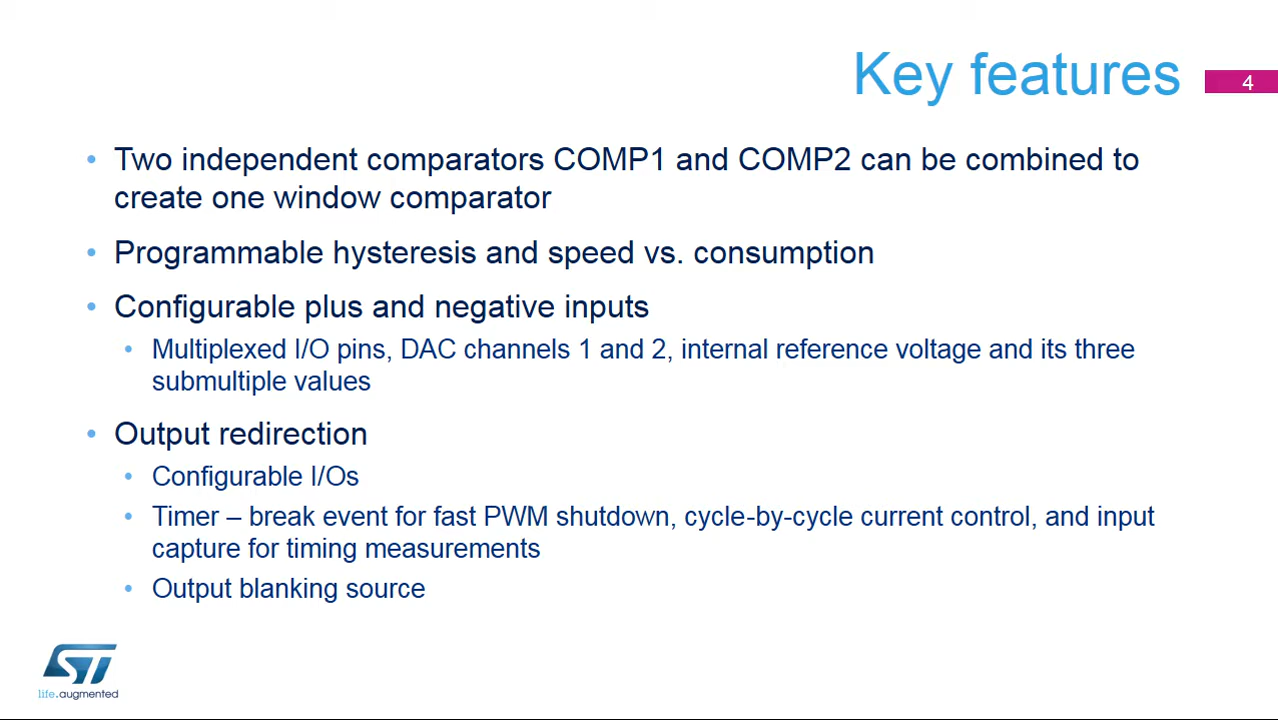 Key features
4
• Two independent comparators COMP1 and COMP2 can be combined to
create one window comparator
• Programmable hysteresis and speed vs. consumption
• Configurable plus and negative inputs
• Multiplexed I/O pins, DAC channels 1 and 2, internal reference voltage and its three
submultiple values
• Output redirection
• Configurable I/Os
• Timer – break event for fast PWM shutdown, cycle-by-cycle current control, and input
capture for timing measurements
• Output blanking source
ST
life.augmented